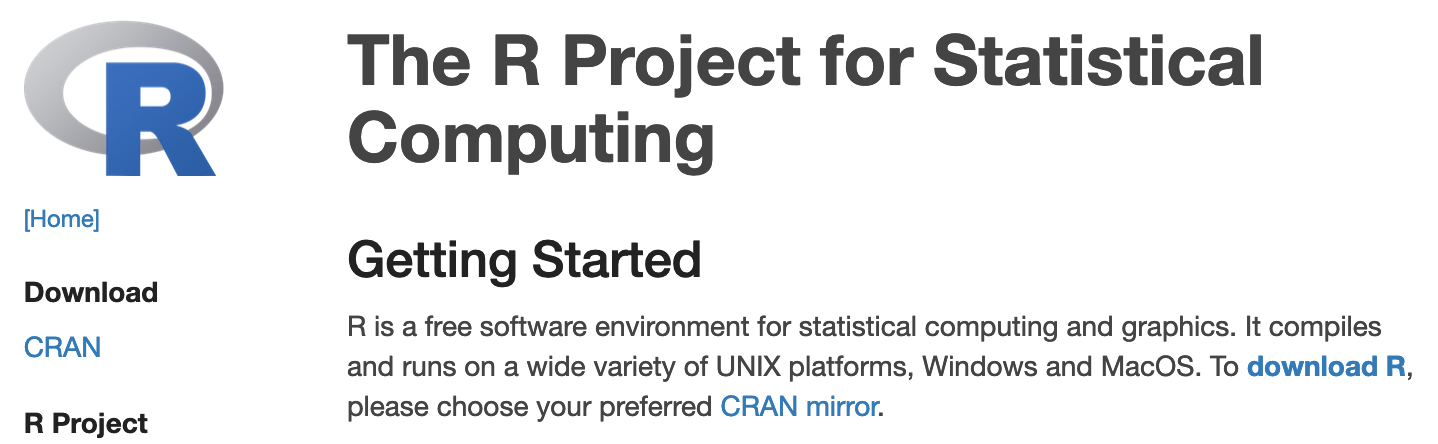 R
The R Project for Statistical
Computing
[Home]
Download
CRAN
R Project
Getting Started
R is a free software environment for statistical computing and graphics. It compiles
and runs on a wide variety of UNIX platforms, Windows and MacOS. To download R,
please choose your preferred CRAN mirror.